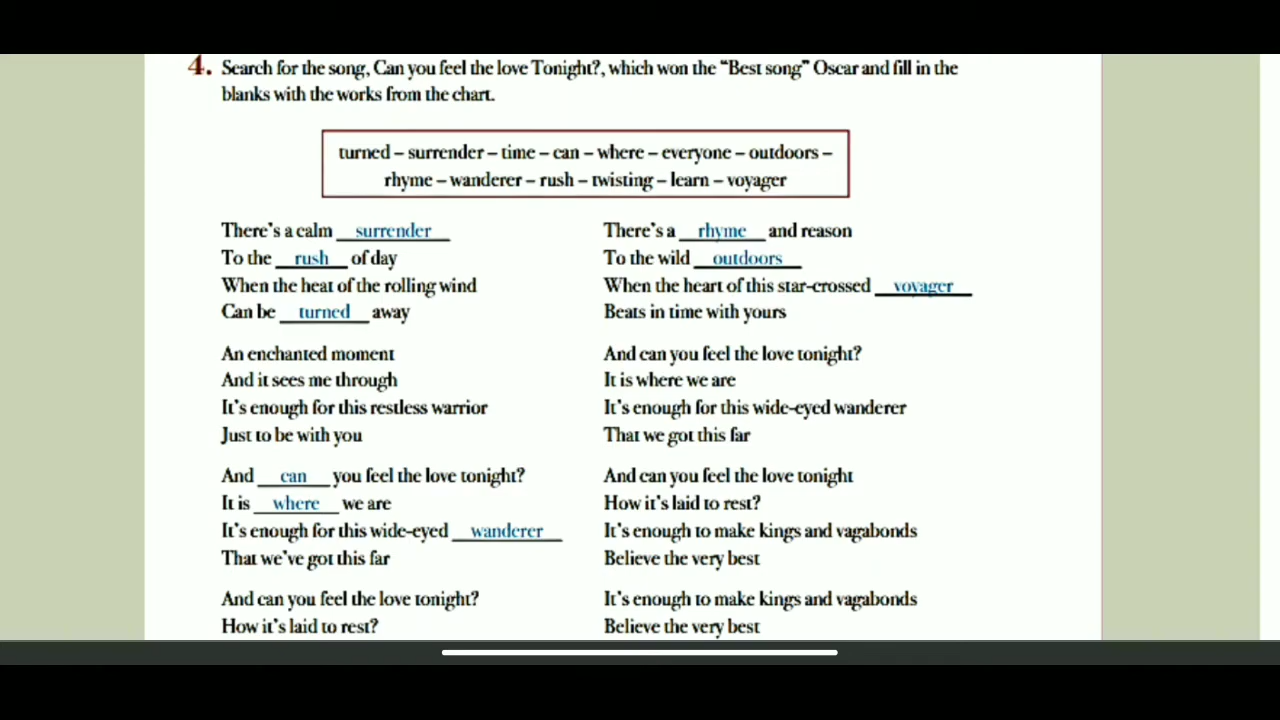 4. Search for the song, Can you feel the love Tonight?, which won the “Best song” Oscar and fill in the
blanks with the works from the chart.
turned – surrender – time – can – where – everyone – outdoors –
rhyme – wanderer – rush – twisting – learn – voyager
There's a calm surrender
To the rush of day
When the heat of the rolling wind
Can be turned away
An enchanted moment
And it sees me through
It's enough for this restless warrior
Just to be with you
And can you feel the love tonight?
It is where we are
It's enough for this wide-eyed wanderer
That we've got this far
And can you feel the love tonight?
How it's laid to rest?
There's a rhyme and reason
To the wild outdoors
When the heart of this star-crossed voyager
Beats in time with yours
And can you feel the love tonight?
It is where we are
It's enough for this wide-eyed wanderer
That we got this far
And can you feel the love tonight
How it's laid to rest?
It's enough to make kings and vagabonds
Believe the very best
It's enough to make kings and vagabonds
Believe the very best